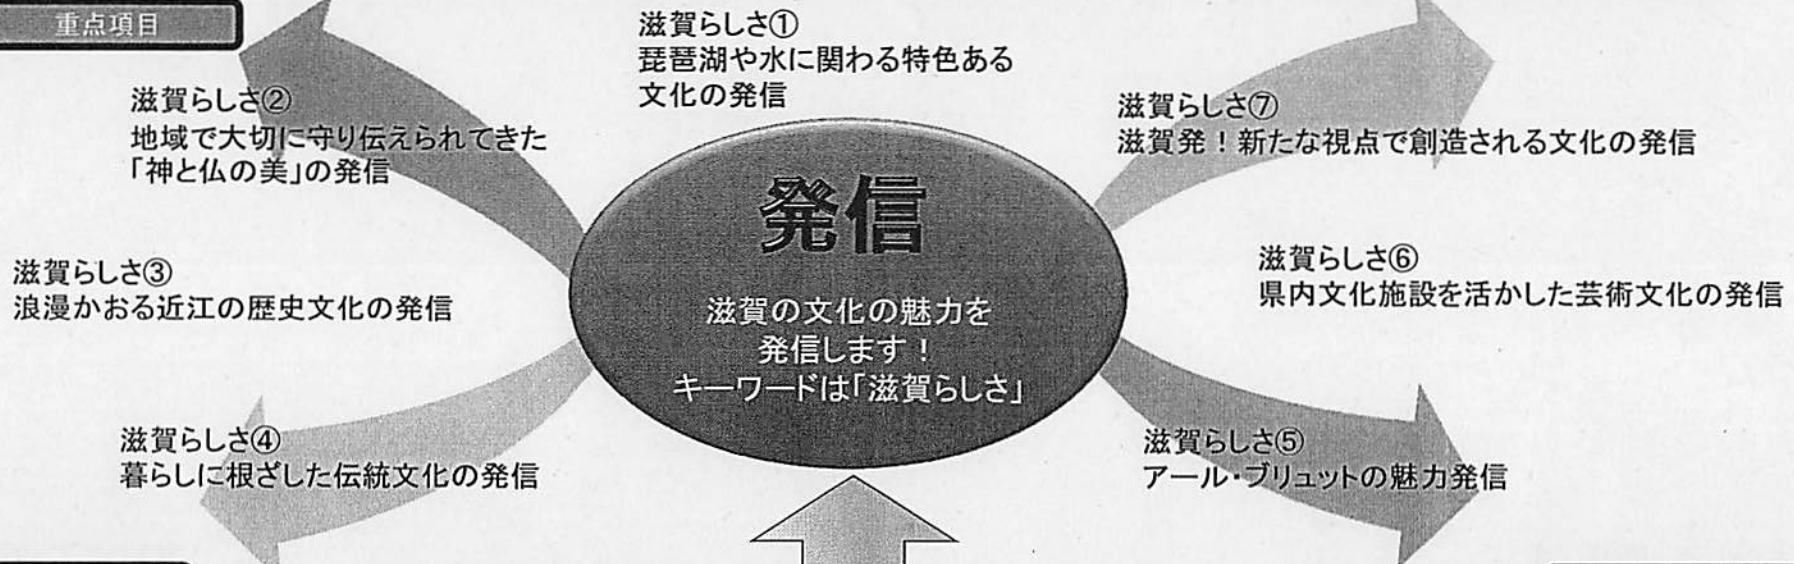 重点項目
滋賀らしさ①
琵琶湖や水に関わる特色ある
文化の発信
滋賀らしさ②
地域で大切に守り伝えられてきた
「神と仏の美」の発信
滋賀らしさ⑦
滋賀発！新たな視点で創造される文化の発信
発信
滋賀の文化の魅力を
発信します！
キーワードは「滋賀らしさ」
滋賀らしさ③
浪漫かおる近江の歴史文化の発信
滋賀らしさ⑥
県内文化施設を活かした芸術文化の発信
滋賀らしさ④
暮らしに根ざした伝統文化の発信
滋賀らしさ⑤
アール・ブリュットの魅力発信